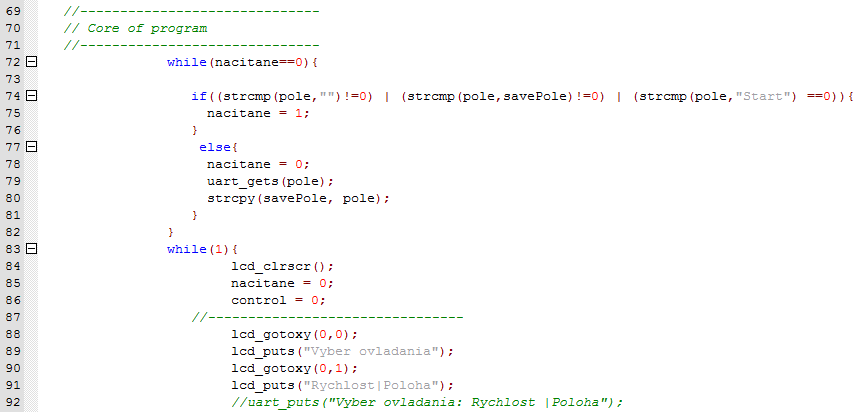 69 //------------------------------
70 // Core of program
71 //------------------------------
72 while(nacitane==0){
73
74 if((strcmp(pole,"")!=0) | (strcmp(pole,savePole)!=0) | (strcmp(pole,"Start") ==0)){
75 nacitane = 1;
76 }
77 else{
78 nacitane = 0;
79 uart_gets(pole);
80 strcpy(savePole, pole);
81 }
82 }
83 while(1){
84 lcd_clrscr();
85 nacitane = 0;
86 control = 0;
87 //--------------------------------
88 lcd_gotoxy(0,0);
89 lcd_puts("Vyber ovladania");
90 lcd_gotoxy(0,1);
91 lcd_puts("Rychlost|Poloha");
92 //uart_puts("Vyber ovladania: Rychlost |Poloha");